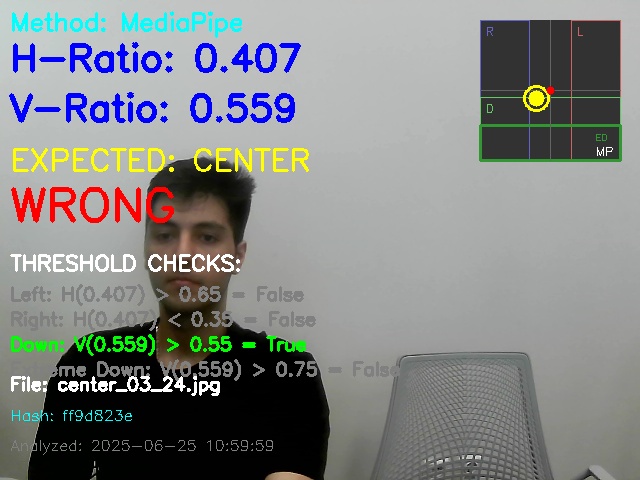 Method: MediaPipe
H-Ratio: 0.407
V-Ratio: 0.559
EXPECTED: CENTER
WRONG
THRESHOLD CHECKS:
Left: H(0.407) > 0.65 = False
Right: H(0.407) < 0.35 = False
Down: V(0.559) > 0.55 = True
Down: V(0.559) > 0.75 = False
File: center_03_24.jpg
Hash: ff9d823e
Analyzed: 2025-06-25 10:59:59
R L
D
ED
MP